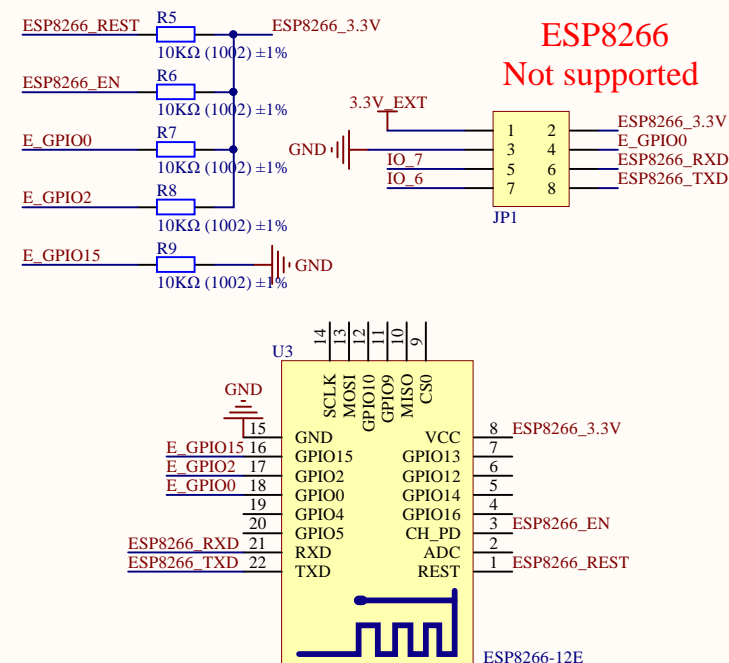 ESP8266_REST
R5
10KΩ (1002) ±1%
ESP8266_3.3V
ESP8266_EN
R6
10KΩ (1002) ±1%
E_GPIO0
R7
10KΩ (1002) ±1%
E_GPIO2
R8
10KΩ (1002) ±1%
E_GPIO15
R9
10KΩ (1002) ±1%
GND
ESP8266
Not supported
3.3V_EXT
1 2 ESP8266_3.3V
GND 3 4 E_GPIO0
IO_7 5 6 ESP8266_RXD
IO_6 7 8 ESP8266_TXD
JP1
U3
14 13 12 11 10 9
SCLK MOSI GPIO10 GPIO9 MISO CS0
GND
15 GND VCC 8 ESP8266_3.3V
E_GPIO15 16 GPIO15 GPIO13 7
E_GPIO2 17 GPIO2 GPIO12 6
E_GPIO0 18 GPIO0 GPIO14 5
19 GPIO4 GPIO16 4
20 GPIO5 CH_PD 3 ESP8266_EN
ESP8266_RXD 21 RXD ADC 2
ESP8266_TXD 22 TXD REST 1 ESP8266_REST
ESP8266-12E